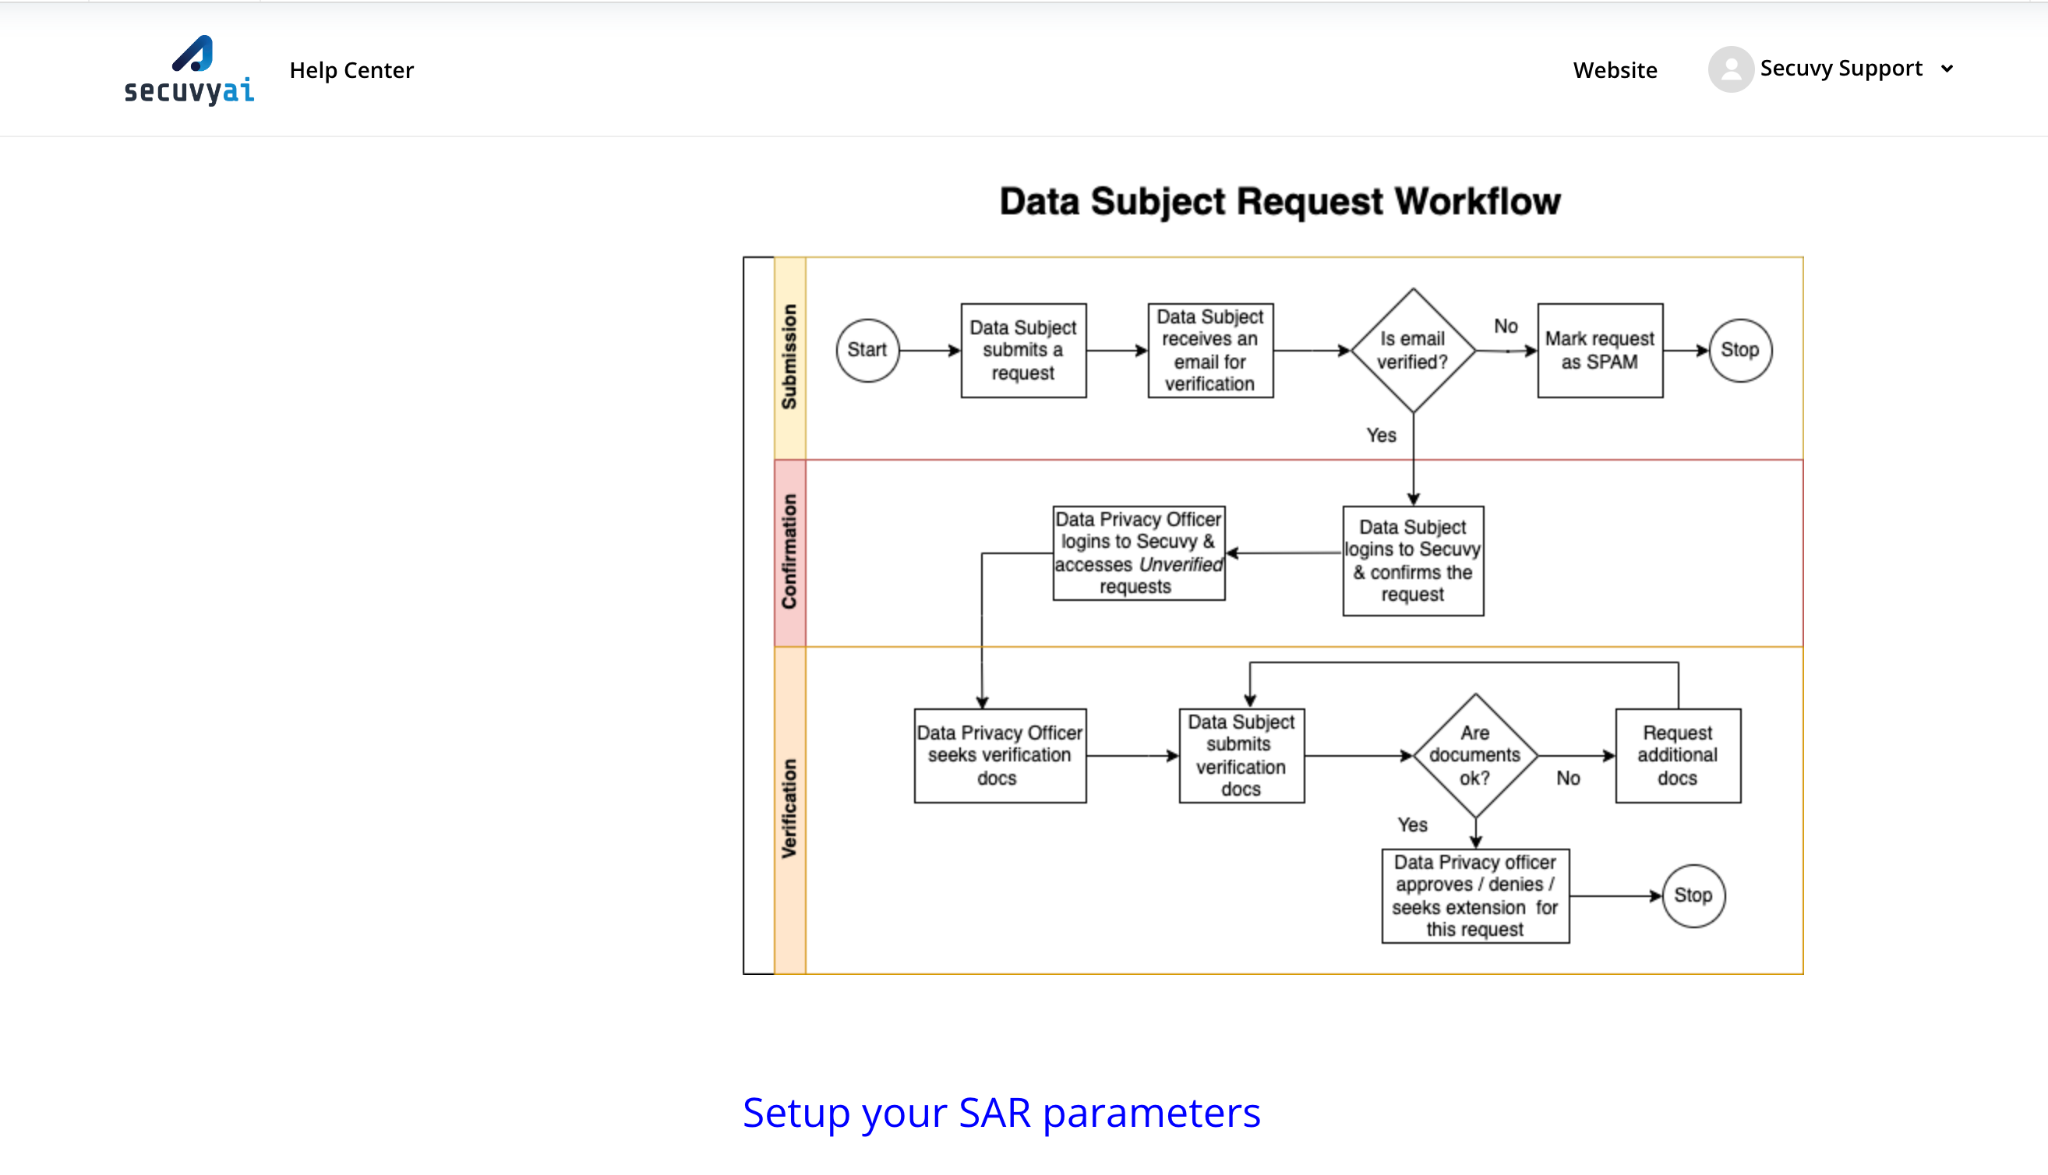 secuvyai
Help Center
Website
Secuvy Support
Data Subject Request Workflow
Submission
Start
Data Subject
submits a
request
Data Subject
receives an
email for
verification
Is email
verified?
No
Mark request
as SPAM
Stop
Yes
Confirmation
Data Privacy Officer
logins to Secuvy &
accesses Unverified
requests
Data Subject
logins to Secuvy
& confirms the
request
Verification
Data Privacy Officer
seeks verification
docs
Data Subject
submits
verification
docs
Are
documents
ok?
No
Request
additional
docs
Yes
Data Privacy officer
approves / denies /
seeks extension for
this request
Stop
Setup your SAR parameters